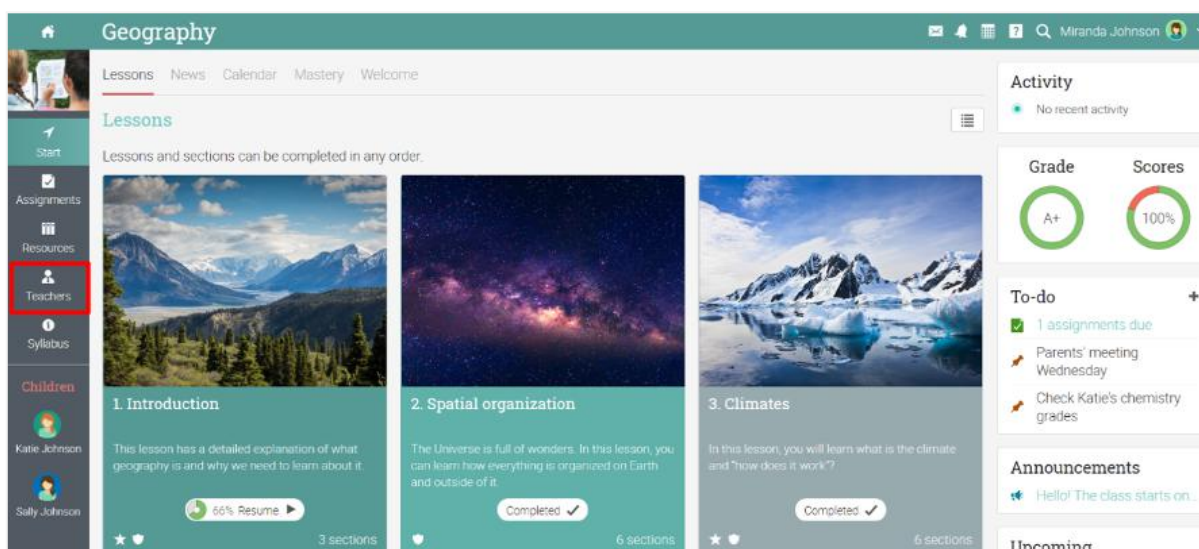 Geography
Miranda Johnson
Start
Assignments
Resources
Teachers
Syllabus
Children
Katie Johnson
Sally Johnson
Lessons News Calendar Mastery Welcome
Lessons
Lessons and sections can be completed in any order.
1. Introduction
This lesson has a detailed explanation of what
geography is and why we need to learn about it.
66% Resume
3 sections
2. Spatial organization
The Universe is full of wonders. In this lesson, you
can learn how everything is organized on Earth
and outside of it.
Completed
6 sections
3. Climates
In this lesson, you will learn what is the climate
and "how does it work"?
Completed
6 sections
Activity
No recent activity
Grade Scores
A+ 100%
To-do
1 assignments due
Parents' meeting
Wednesday
Check Katie's chemistry
grades
Announcements
Hello! The class starts on...
Upcoming